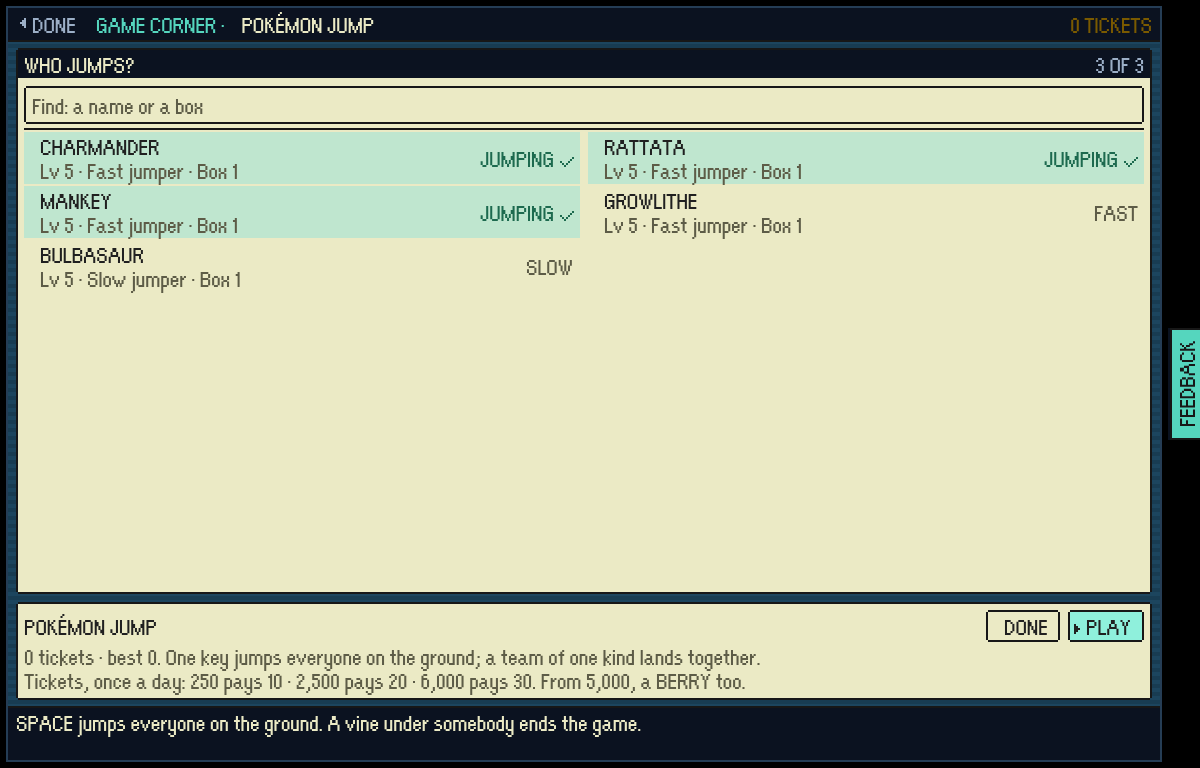 DONE GAME CORNER · POKÉMON JUMP 0 TICKETS
WHO JUMPS? 3 OF 3
Find: a name or a box
CHARMANDER
Lv 5 · Fast jumper · Box 1
JUMPING ✓
RATTATA
Lv 5 · Fast jumper · Box 1
JUMPING ✓
MANKEY
Lv 5 · Fast jumper · Box 1
JUMPING ✓
GROWLITHE
Lv 5 · Fast jumper · Box 1
FAST
BULBASAUR
Lv 5 · Slow jumper · Box 1
SLOW
FEEDBACK
POKÉMON JUMP
DONE PLAY
0 tickets · best 0. One key jumps everyone on the ground; a team of one kind lands together.
Tickets, once a day: 250 pays 10 · 2,500 pays 20 · 6,000 pays 30. From 5,000, a BERRY too.
SPACE jumps everyone on the ground. A vine under somebody ends the game.